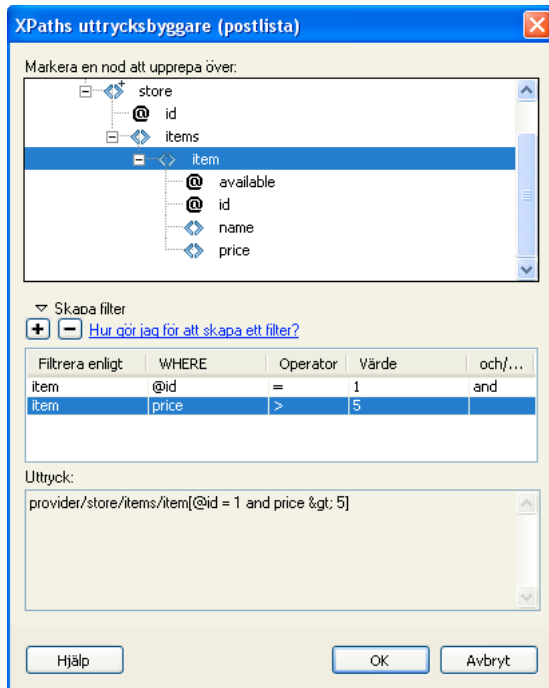 XPaths uttrycksbyggare (postlista)
Markera en nod att upprepa över:
store
@ id
items
item
@ available
@ id
name
price
Skapa filter
Hur gör jag för att skapa ett filter?
Filtrera enligt WHERE Operator Värde och/...
item @id = 1 and
item price > 5
Uttryck:
provider/store/items/item[@id = 1 and price &gt; 5]
Hjälp OK Avbryt